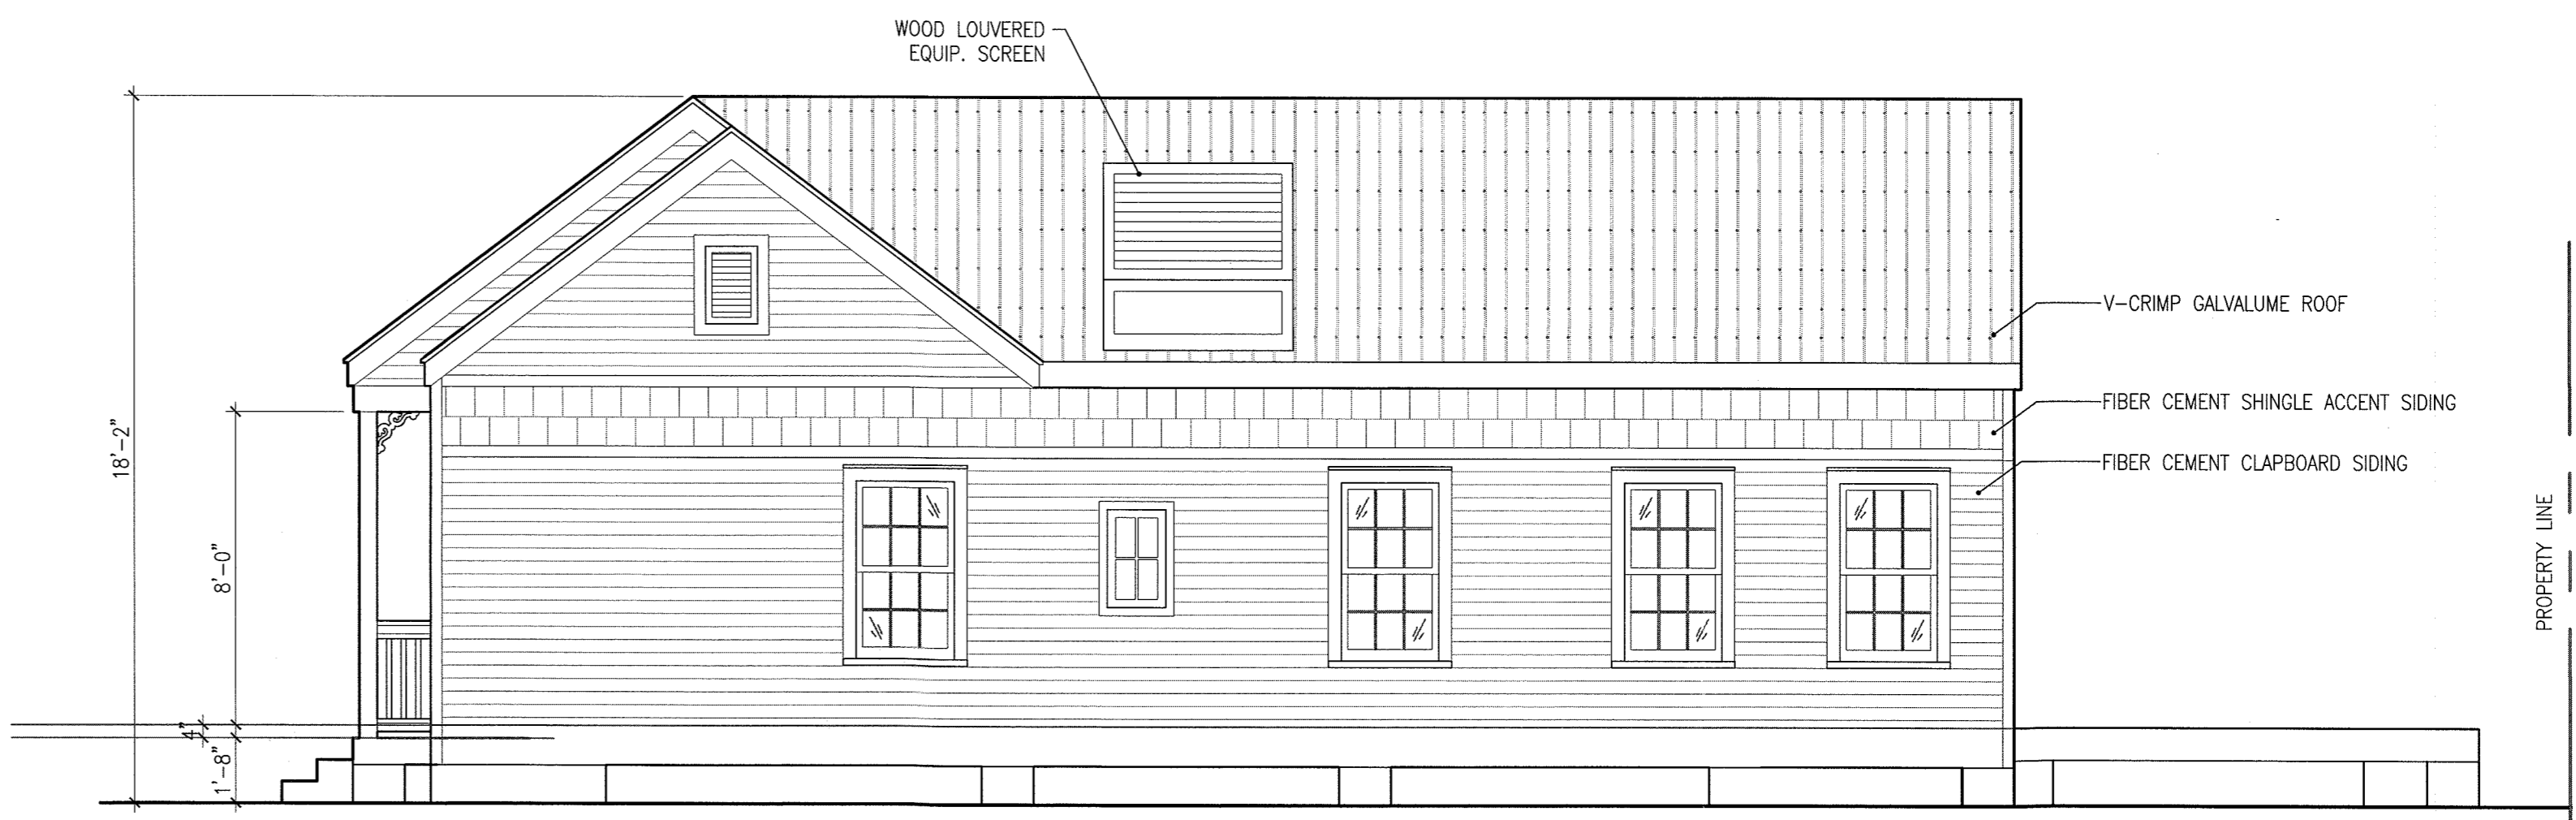 WOOD LOUVERED
EQUIP. SCREEN
V-CRIMP GALVALUME ROOF
FIBER CEMENT SHINGLE ACCENT SIDING
FIBER CEMENT CLAPBOARD SIDING
PROPERTY LINE
18'-2"
8'-0"
4"
1'-8"